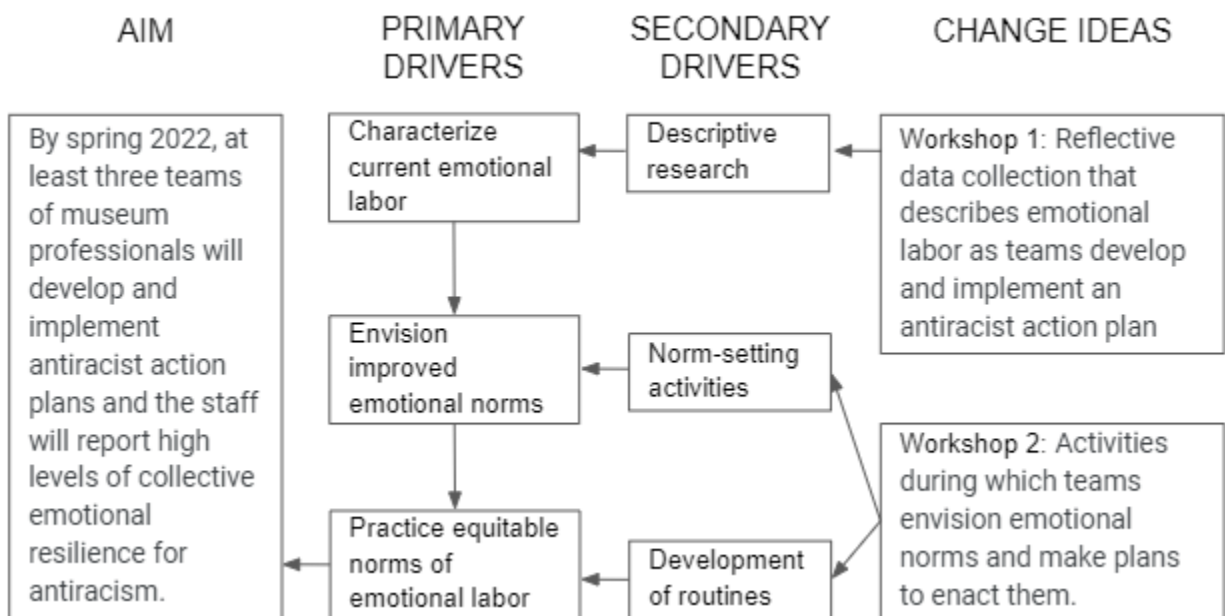 AIM
PRIMARY
DRIVERS
SECONDARY
DRIVERS
CHANGE IDEAS
By spring 2022, at
least three teams
of museum
professionals will
develop and
implement
antiracist action
plans and the staff
will report high
levels of collective
emotional
resilience for
antiracism.
Characterize
current emotional
labor
Envision
improved
emotional norms
Practice equitable
norms of
emotional labor
Descriptive
research
Norm-setting
activities
Development
of routines
Workshop 1: Reflective
data collection that
describes emotional
labor as teams develop
and implement an
antiracist action plan
Workshop 2: Activities
during which teams
envision emotional
norms and make plans
to enact them.